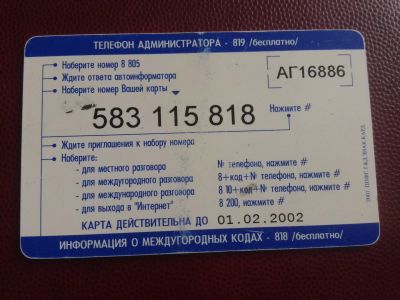 ТЕЛЕФОН АДМИНИСТРАТОРА - 819 /бесплатно/
Наберите номер 8 805
Ждите ответа автоинформатора
Наберите номер Вашей карты
АГ16886
583 115 818 Нажмите #
Ждите приглашения к набору номера
Наберите:
- для местного разговора № телефона, нажмите #
- для междугородного разговора 8+код+№ телефона, нажмите #
- для международного разговора 8 10+код+№ телефона, нажмите #
- для выхода в "Интернет" 8 200, нажмите #
КАРТА ДЕЙСТВИТЕЛЬНА ДО 01.02.2002
ИНФОРМАЦИЯ О МЕЖДУГОРОДНЫХ КОДАХ - 818 /бесплатно/